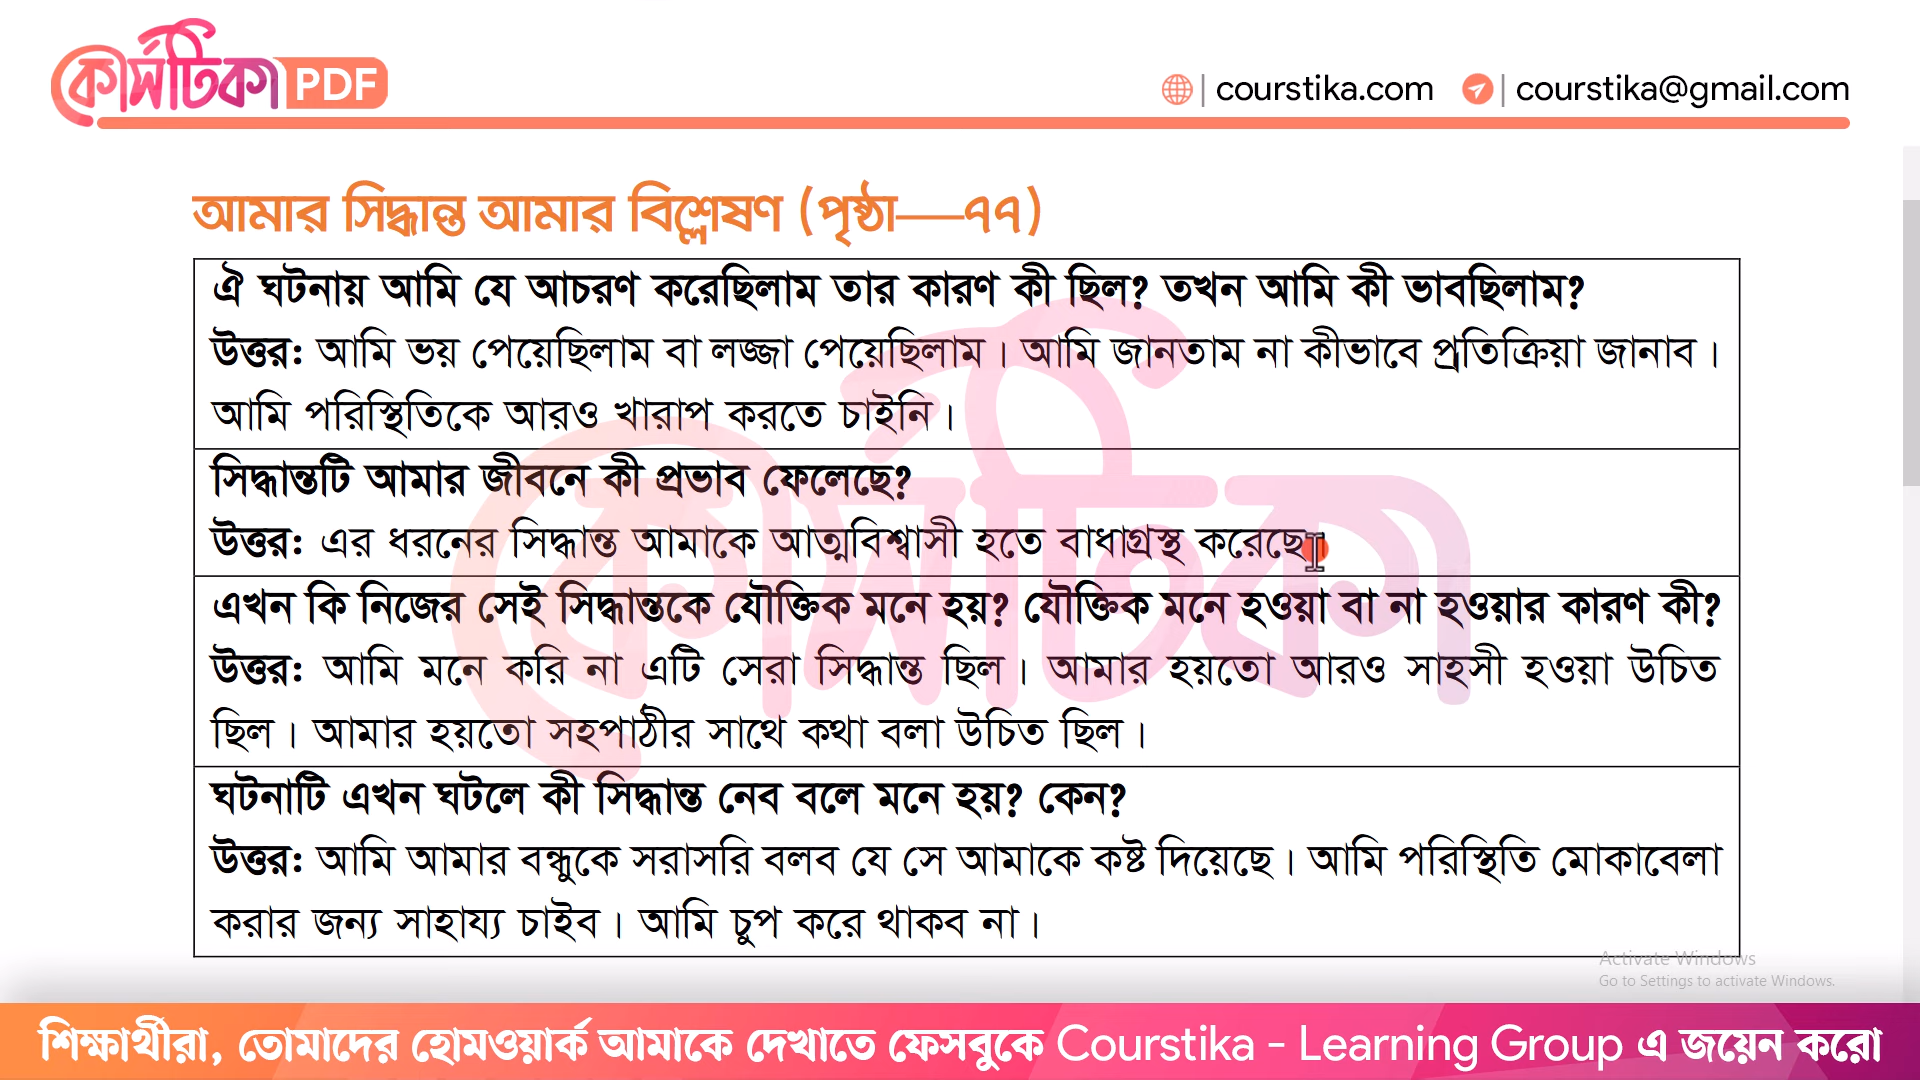 কোর্সটিকা PDF
courstika.com
courstika@gmail.com
আমার সিদ্ধান্ত আমার বিশ্লেষণ (পৃষ্ঠা—৭৭)
ঐ ঘটনায় আমি যে আচরণ করেছিলাম তার কারণ কী ছিল? তখন আমি কী ভাবছিলাম?
উত্তর: আমি ভয় পেয়েছিলাম বা লজ্জা পেয়েছিলাম। আমি জানতাম না কীভাবে প্রতিক্রিয়া জানাব।
আমি পরিস্থিতিকে আরও খারাপ করতে চাইনি।
সিদ্ধান্তটি আমার জীবনে কী প্রভাব ফেলেছে?
উত্তর: এর ধরনের সিদ্ধান্ত আমাকে আত্মবিশ্বাসী হতে বাধাগ্রস্থ করেছে
এখন কি নিজের সেই সিদ্ধান্তকে যৌক্তিক মনে হয়? যৌক্তিক মনে হওয়া বা না হওয়ার কারণ কী?
উত্তর: আমি মনে করি না এটি সেরা সিদ্ধান্ত ছিল। আমার হয়তো আরও সাহসী হওয়া উচিত
ছিল। আমার হয়তো সহপাঠীর সাথে কথা বলা উচিত ছিল।
ঘটনাটি এখন ঘটলে কী সিদ্ধান্ত নেব বলে মনে হয়? কেন?
উত্তর: আমি আমার বন্ধুকে সরাসরি বলব যে সে আমাকে কষ্ট দিয়েছে। আমি পরিস্থিতি মোকাবেলা
করার জন্য সাহায্য চাইব। আমি চুপ করে থাকব না।
কোর্সটিকা
Activate Windows
Go to Settings to activate Windows.
শিক্ষার্থীরা, তোমাদের হোমওয়ার্ক আমাকে দেখাতে ফেসবুকে Courstika - Learning Group এ জয়েন করো